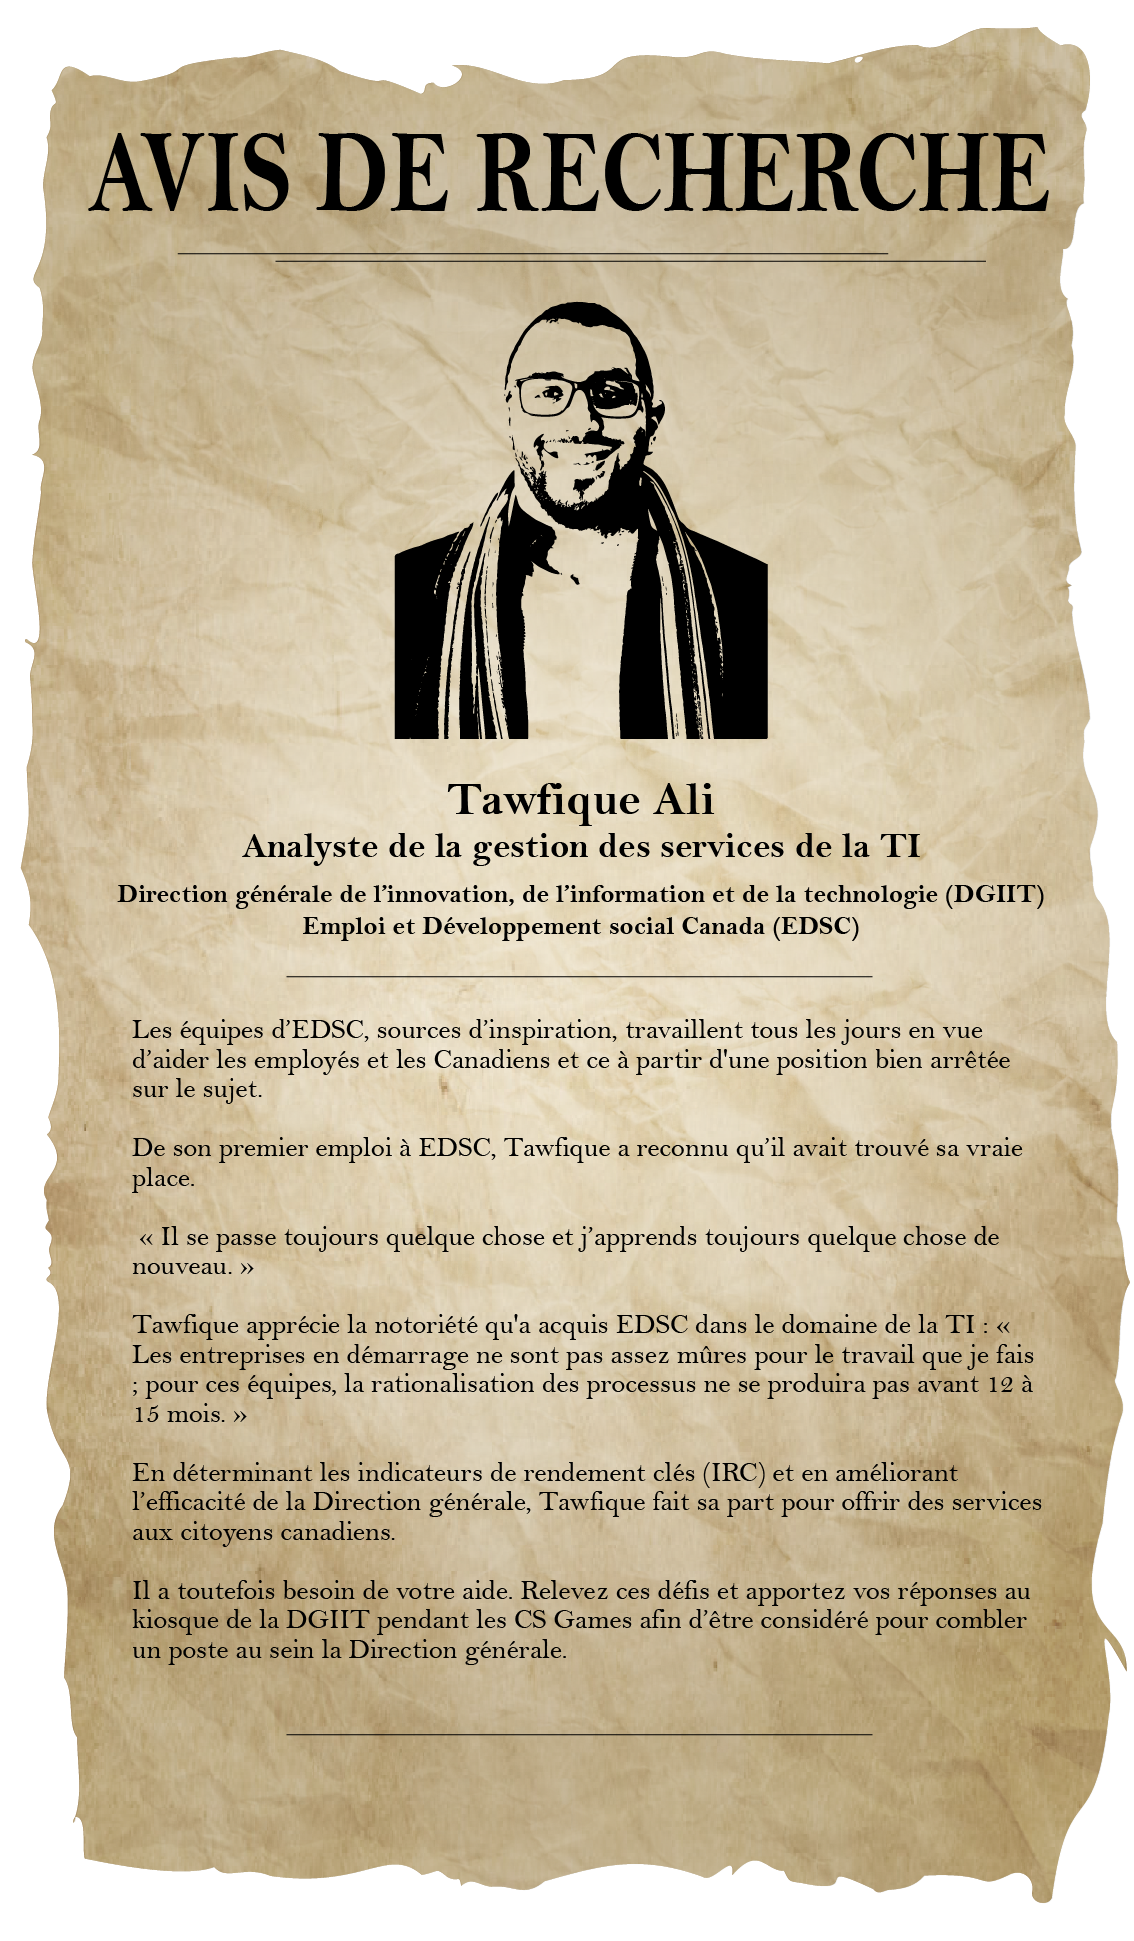 AVIS DE RECHERCHE
Tawfique Ali
Analyste de la gestion des services de la TI
Direction générale de l’innovation, de l’information et de la technologie (DGIIT)
Emploi et Développement social Canada (EDSC)
Les équipes d’EDSC, sources d’inspiration, travaillent tous les jours en vue
d’aider les employés et les Canadiens et ce à partir d'une position bien arrêtée
sur le sujet.
De son premier emploi à EDSC, Tawfique a reconnu qu’il avait trouvé sa vraie
place.
« Il se passe toujours quelque chose et j’apprends toujours quelque chose de
nouveau. »
Tawfique apprécie la notoriété qu'a acquis EDSC dans le domaine de la TI : «
Les entreprises en démarrage ne sont pas assez mûres pour le travail que je fais
; pour ces équipes, la rationalisation des processus ne se produira pas avant 12 à
15 mois. »
En déterminant les indicateurs de rendement clés (IRC) et en améliorant
l’efficacité de la Direction générale, Tawfique fait sa part pour offrir des services
aux citoyens canadiens.
Il a toutefois besoin de votre aide. Relevez ces défis et apportez vos réponses au
kiosque de la DGIIT pendant les CS Games afin d’être considéré pour combler
un poste au sein la Direction générale.